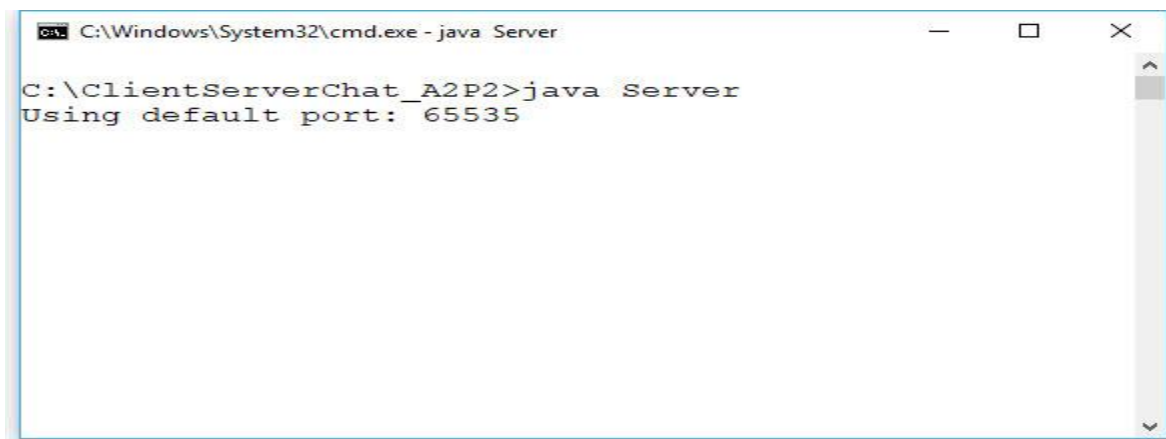 C:\Windows\System32\cmd.exe - java  Server
C:\ClientServerChat_A2P2>java Server
Using default port: 65535